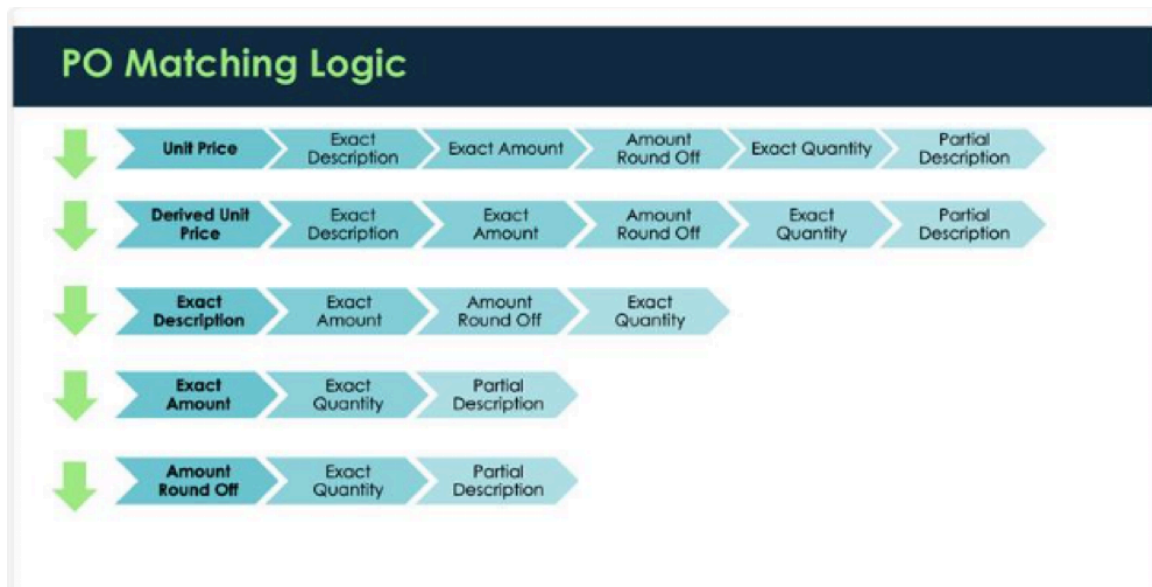 PO Matching Logic
Unit Price
Exact
Description
Exact Amount
Amount
Round Off
Exact Quantity
Partial
Description
Derived Unit
Price
Exact
Description
Exact
Amount
Amount
Round Off
Exact
Quantity
Partial
Description
Exact
Description
Exact
Amount
Amount
Round Off
Exact
Quantity
Exact
Amount
Exact
Quantity
Partial
Description
Amount
Round Off
Exact
Quantity
Partial
Description